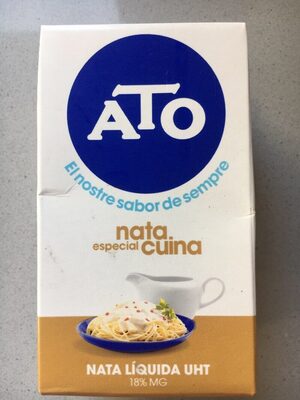 ATO
El nostre sabor de sempre
nata
especial cuina
NATA LÍQUIDA UHT
18% MG